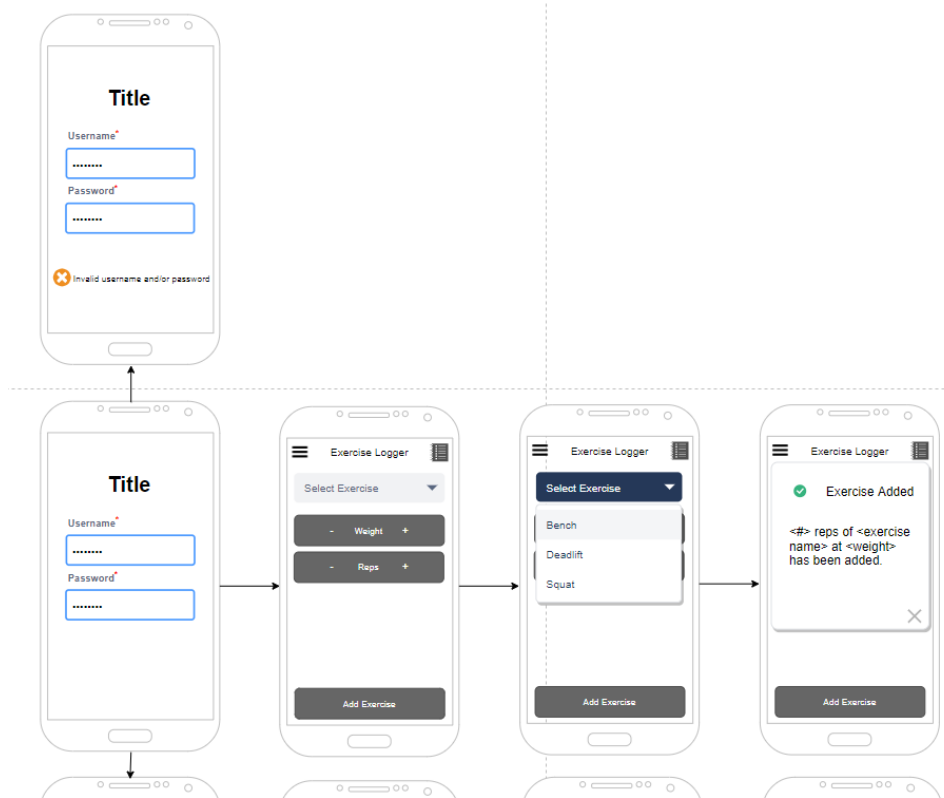 Title
Username*
........
Password*
........
Invalid username and/or password
Title
Username*
........
Password*
........
Exercise Logger
Select Exercise
- Weight +
- Reps +
Add Exercise
Exercise Logger
Select Exercise
Bench
Deadlift
Squat
Add Exercise
Exercise Logger
Exercise Added
<#> reps of <exercise
name> at <weight>
has been added.
Add Exercise